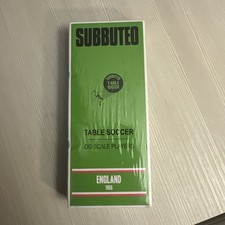 SUBBUTEO
TABLE SOCCER
OO SCALE PLAYERS
ENGLAND